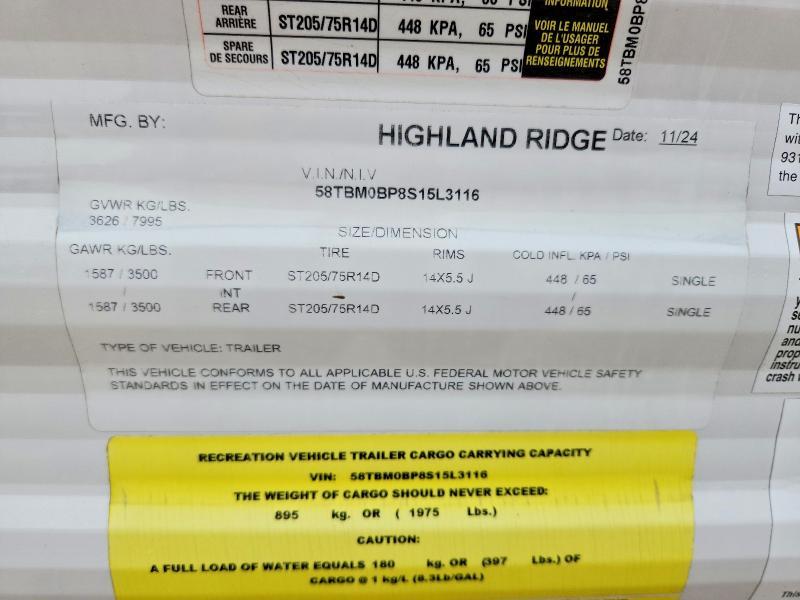 INFORMATION
REAR
ARRIÈRE ST205/75R14D 448 KPA, 65 PSI
SPARE
DE SECOURS ST205/75R14D 448 KPA, 65 PSI
VOIR LE MANUEL
DE L'USAGER
POUR PLUS DE
RENSEIGNEMENTS
58TBM0BP8
MFG. BY: HIGHLAND RIDGE Date: 11/24
V.I.N./N.I.V
58TBM0BP8S15L3116
GVWR KG/LBS.
3626 / 7995
SIZE/DIMENSION
GAWR KG/LBS. TIRE RIMS COLD INFL. KPA / PSI
1587 / 3500 FRONT ST205/75R14D 14X5.5 J 448 / 65 SINGLE
/ INT /
1587 / 3500 REAR ST205/75R14D 14X5.5 J 448 / 65 SINGLE
TYPE OF VEHICLE: TRAILER
THIS VEHICLE CONFORMS TO ALL APPLICABLE U.S. FEDERAL MOTOR VEHICLE SAFETY
STANDARDS IN EFFECT ON THE DATE OF MANUFACTURE SHOWN ABOVE.
RECREATION VEHICLE TRAILER CARGO CARRYING CAPACITY
VIN: 58TBM0BP8S15L3116
THE WEIGHT OF CARGO SHOULD NEVER EXCEED:
895 kg. OR ( 1975 Lbs.)
CAUTION:
A FULL LOAD OF WATER EQUALS 180 kg. OR (397 Lbs.) OF
CARGO @ 1 kg/L (8.3Lb/GAL)
the
and
crash
This